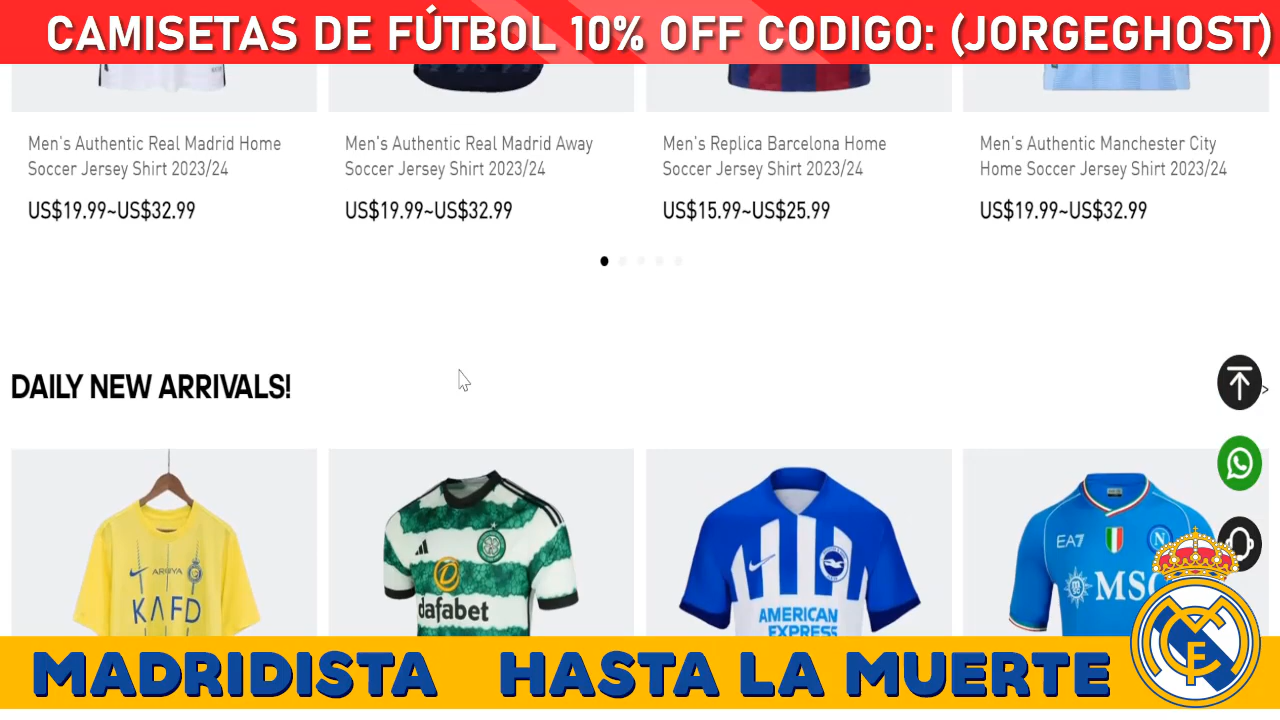 CAMISETAS DE FÚTBOL 10% OFF CODIGO: (JORGEGHOST)
Men's Authentic Real Madrid Home
Soccer Jersey Shirt 2023/24
US$19.99~US$32.99
Men's Authentic Real Madrid Away
Soccer Jersey Shirt 2023/24
US$19.99~US$32.99
Men's Replica Barcelona Home
Soccer Jersey Shirt 2023/24
US$15.99~US$25.99
Men's Authentic Manchester City
Home Soccer Jersey Shirt 2023/24
US$19.99~US$32.99
DAILY NEW ARRIVALS!
>
KAFD
dafabet
AMERICAN
EXPRESS
EA7
N
MSC
MADRIDISTA HASTA LA MUERTE